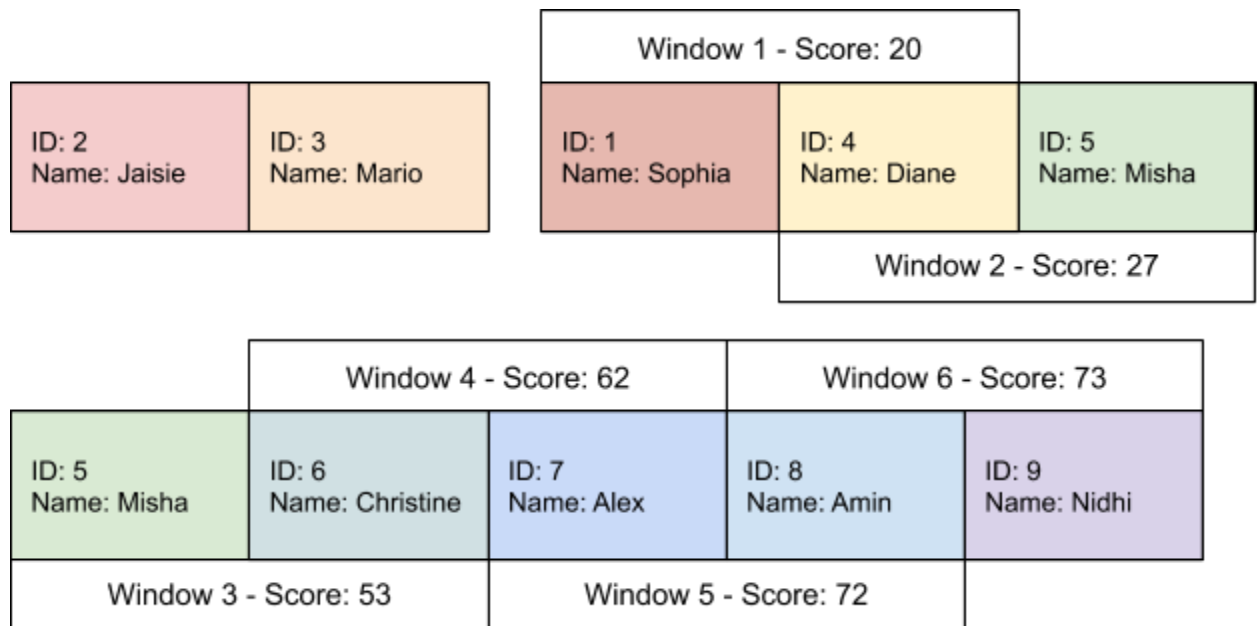 Window 1 - Score: 20
ID: 2
Name: Jaisie
ID: 3
Name: Mario
ID: 1
Name: Sophia
ID: 4
Name: Diane
ID: 5
Name: Misha
Window 2 - Score: 27
Window 4 - Score: 62
Window 6 - Score: 73
ID: 5
Name: Misha
ID: 6
Name: Christine
ID: 7
Name: Alex
ID: 8
Name: Amin
ID: 9
Name: Nidhi
Window 3 - Score: 53
Window 5 - Score: 72